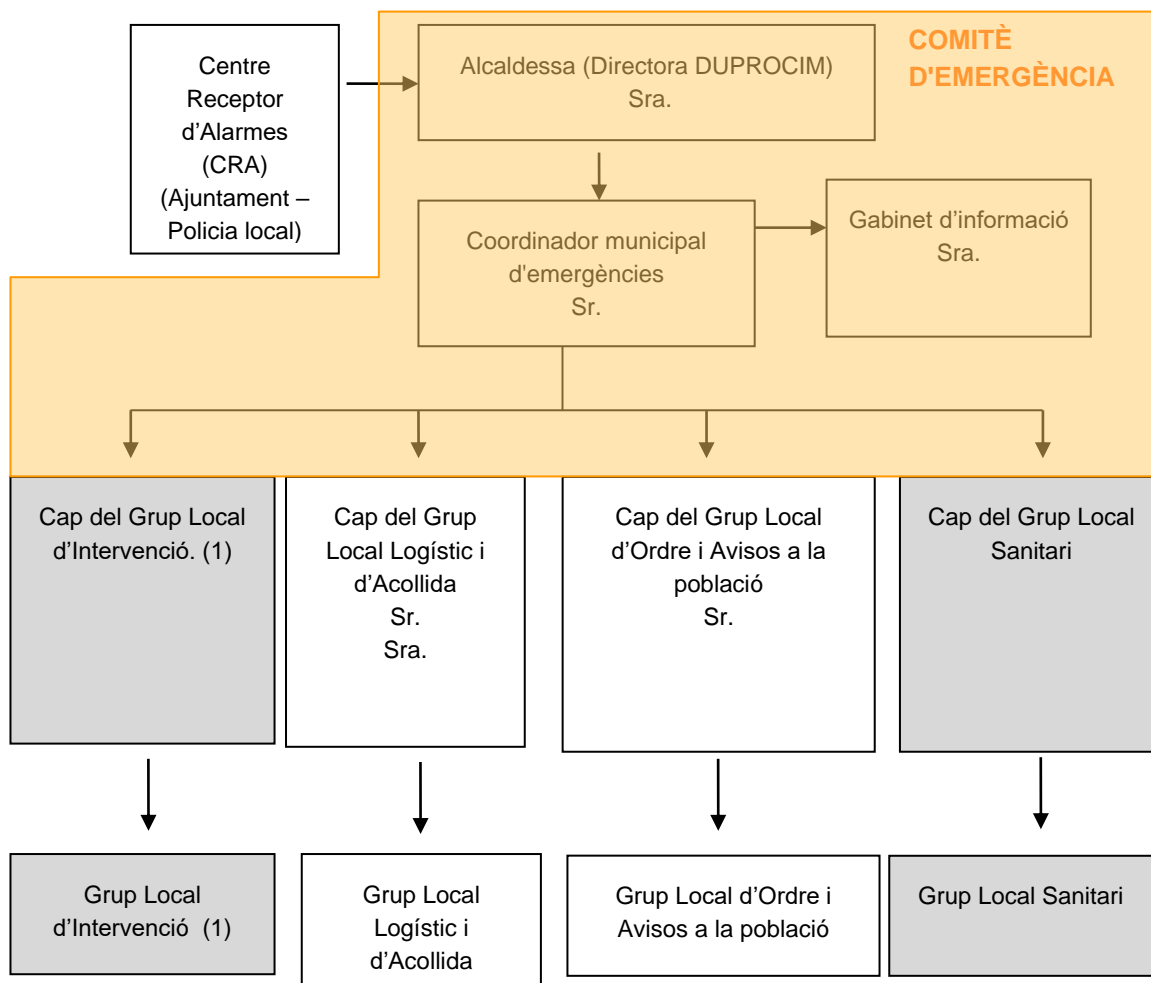 COMITÈ
D'EMERGÈNCIA
Centre
Receptor
d’Alarmes
(CRA)
(Ajuntament –
Policia local)
Alcaldessa (Directora DUPROCIM)
Sra.
Coordinador municipal
d'emergències
Sr.
Gabinet d’informació
Sra.
Cap del Grup Local
d’Intervenció. (1)
Cap del Grup
Local Logístic i
d’Acollida
Sr.
Sra.
Cap del Grup Local
d’Ordre i Avisos a la
població
Sr.
Cap del Grup Local
Sanitari
Grup Local
d’Intervenció (1)
Grup Local
Logístic i
d’Acollida
Grup Local d’Ordre i
Avisos a la població
Grup Local Sanitari